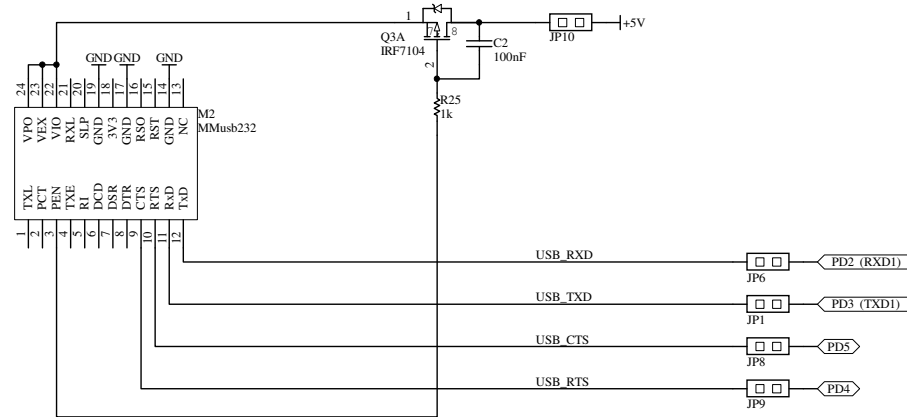 1
7 8
Q3A
IRF7104
2
C2
100nF
JP10
+5V
R25
1k
GND GND GND
24 23 22 21 20 19 18 17 16 15 14 13
M2
MMusb232
VPO VEX VIO RXL SLP GND 3V3 GND RSO RST GND NC
TXL PCT PEN TXE RI DCD DSR DTR CTS RTS RxD TxD
1 2 3 4 5 6 7 8 9 10 11 12
USB_RXD
JP6
PD2 (RXD1)
USB_TXD
JP1
PD3 (TXD1)
USB_CTS
JP8
PD5
USB_RTS
JP9
PD4